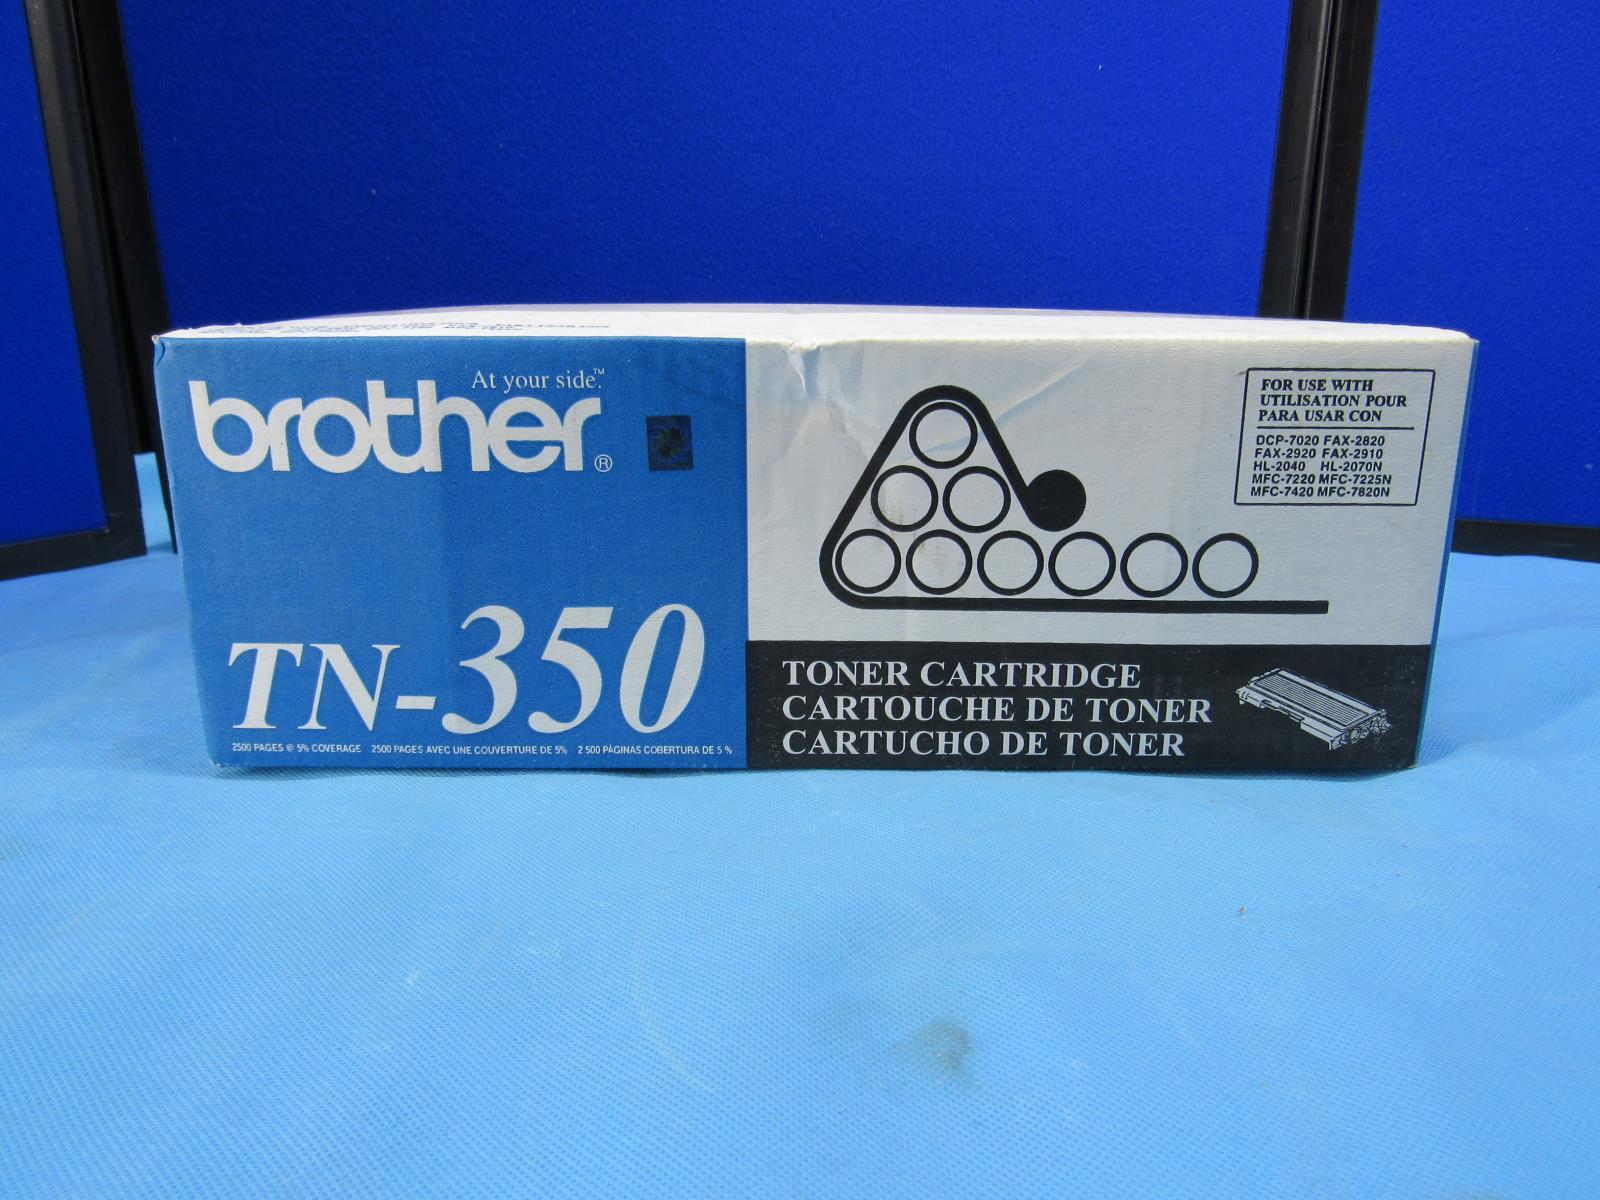 At your side.™
brother®
TN-350
2500 PAGES @ 5% COVERAGE 2500 PAGES AVEC UNE COUVERTURE DE 5% 2 500 PÁGINAS COBERTURA DE 5 %
FOR USE WITH
UTILISATION POUR
PARA USAR CON
DCP-7020 FAX-2820
FAX-2920 FAX-2910
HL-2040 HL-2070N
MFC-7220 MFC-7225N
MFC-7420 MFC-7820N
TONER CARTRIDGE
CARTOUCHE DE TONER
CARTUCHO DE TONER